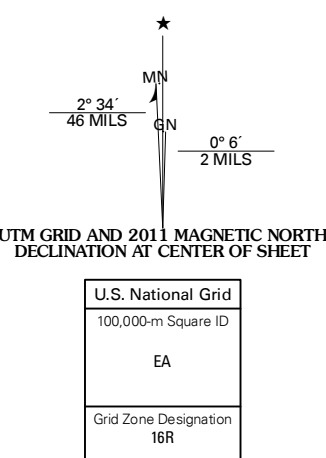 ★
MN
2° 34´
46 MILS
GN
0° 6´
2 MILS
UTM GRID AND 2011 MAGNETIC NORTH
DECLINATION AT CENTER OF SHEET
U.S. National Grid
100,000-m Square ID
EA
Grid Zone Designation
16R